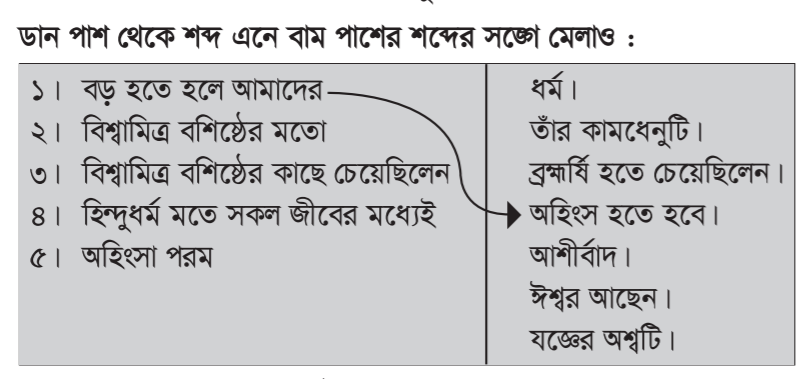 ডান পাশ থেকে শব্দ এনে বাম পাশের শব্দের সঙ্গে মেলাও :
১। বড় হতে হলে আমাদের
২। বিশ্বামিত্র বশিষ্ঠের মতো
৩। বিশ্বামিত্র বশিষ্ঠের কাছে চেয়েছিলেন
৪। হিন্দুধর্ম মতে সকল জীবের মধ্যেই
৫। অহিংসা পরম
ধর্ম।
তাঁর কামধেনুটি।
ব্রহ্মর্ষি হতে চেয়েছিলেন।
অহিংস হতে হবে।
আশীর্বাদ।
ঈশ্বর আছেন।
যজ্ঞের অশ্বটি।